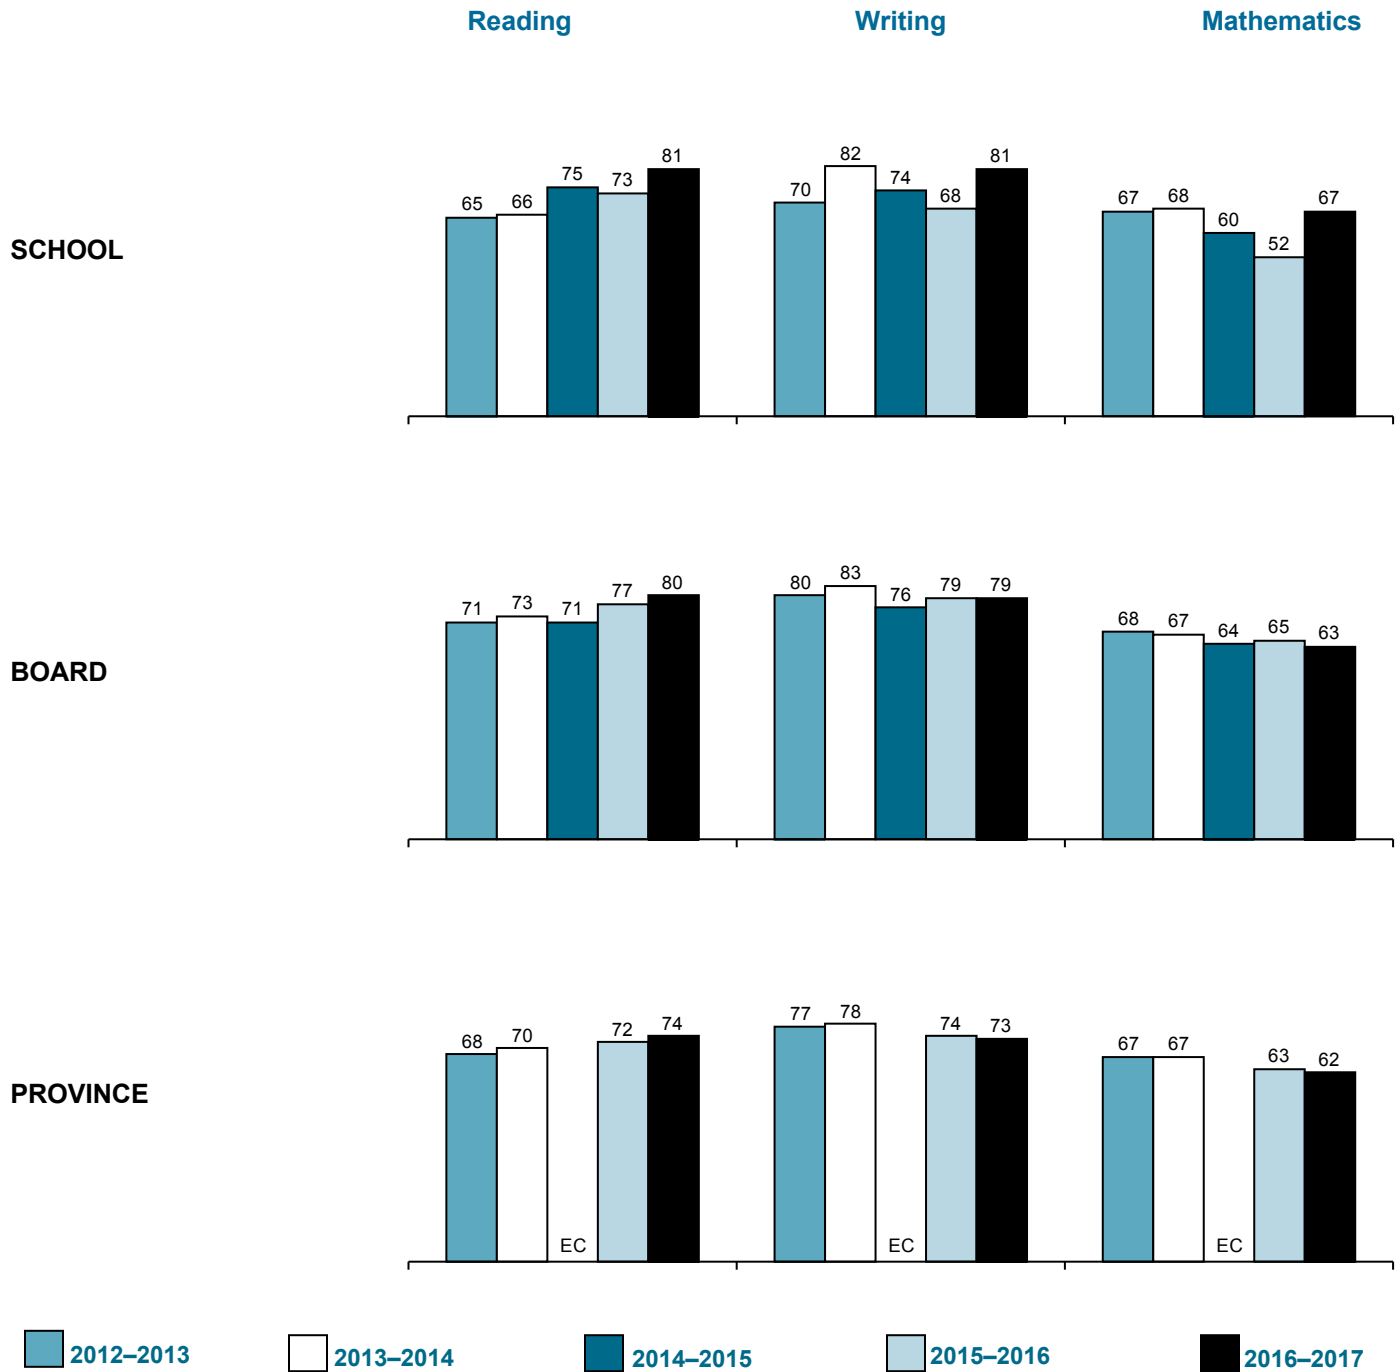 Reading Writing Mathematics
SCHOOL
65 66 75 73 81 70 82 74 68 81 67 68 60 52 67
BOARD
71 73 71 77 80 80 83 76 79 79 68 67 64 65 63
PROVINCE
68 70 EC 72 74 77 78 EC 74 73 67 67 EC 63 62
2012–2013 2013–2014 2014–2015 2015–2016 2016–2017